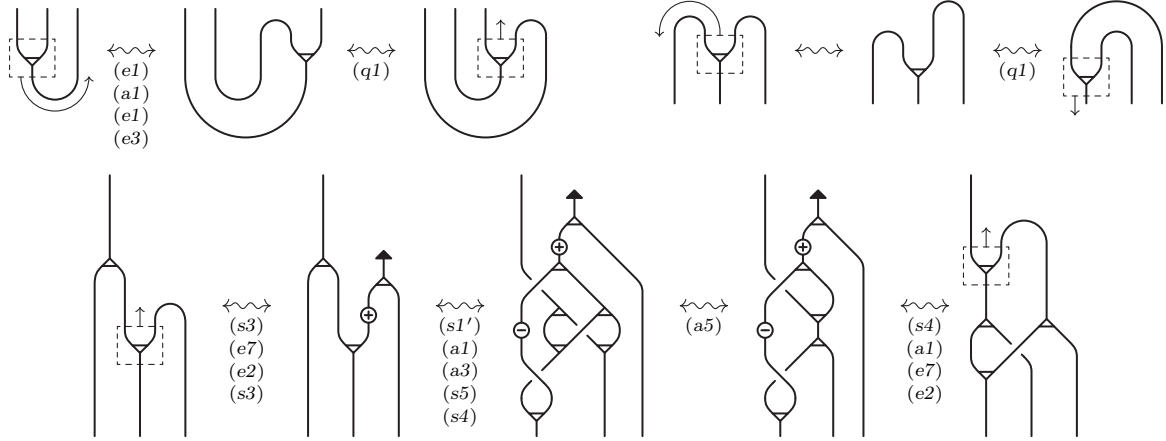 (e1)
(a1)
(e1)
(e3)
(q1)
(q1)
(s3)
(e7)
(e2)
(s3)
(s1′)
(a1)
(a3)
(s5)
(s4)
(a5)
(s4)
(a1)
(e7)
(e2)